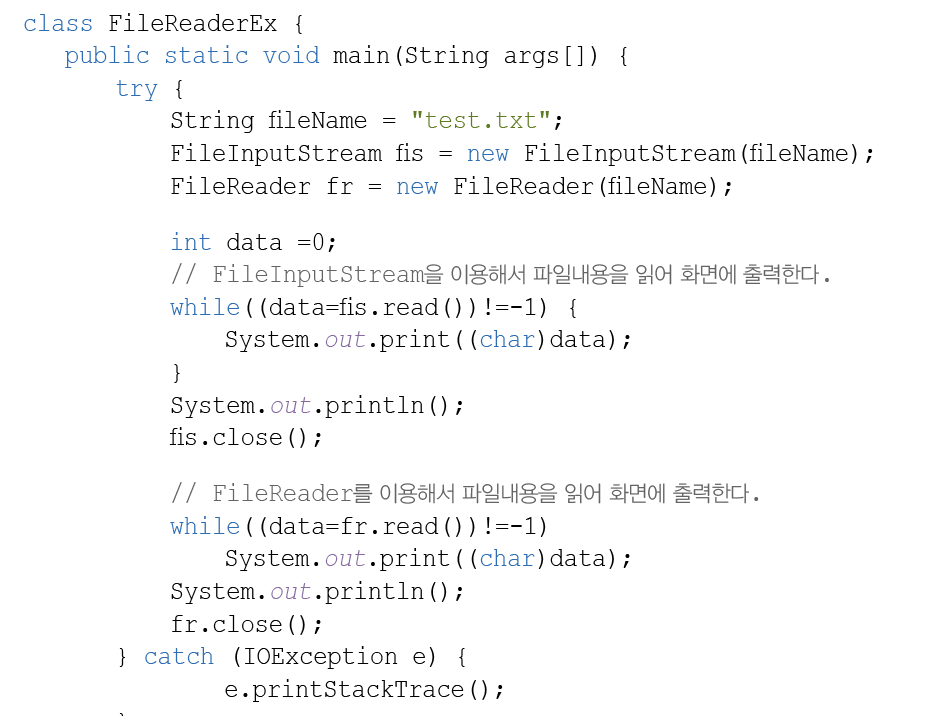 class FileReaderEx {
public static void main(String args[]) {
try {
String fileName = "test.txt";
FileInputStream fis = new FileInputStream(fileName);
FileReader fr = new FileReader(fileName);
int data =0;
// FileInputStream을 이용해서 파일내용을 읽어 화면에 출력한다.
while((data=fis.read())!=-1) {
System.out.print((char)data);
}
System.out.println();
fis.close();
// FileReader를 이용해서 파일내용을 읽어 화면에 출력한다.
while((data=fr.read())!=-1)
System.out.print((char)data);
System.out.println();
fr.close();
} catch (IOException e) {
e.printStackTrace();